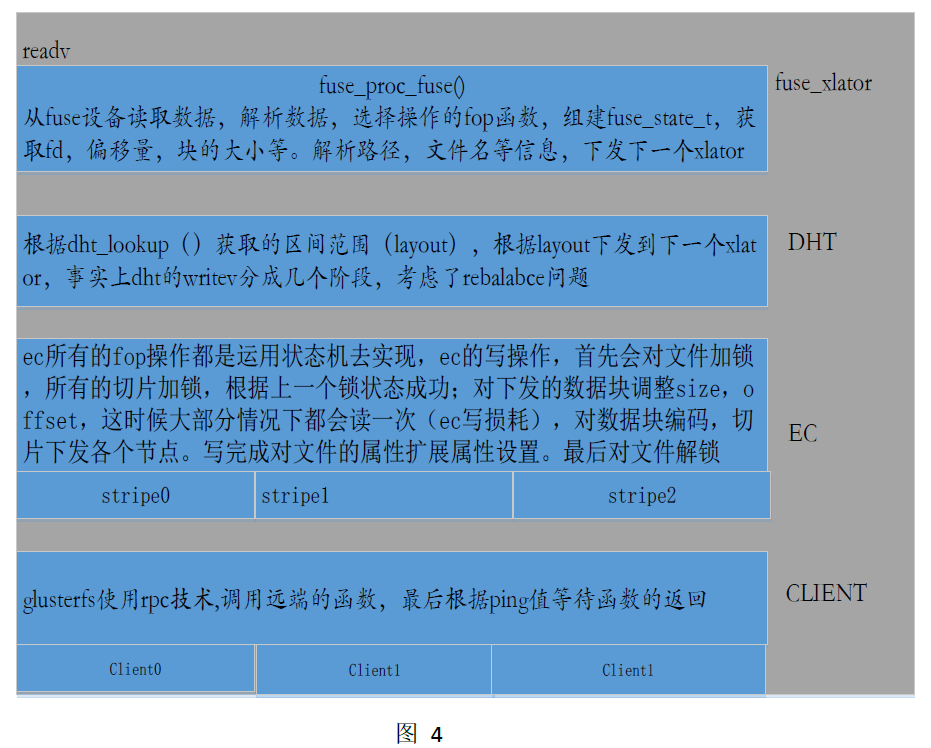 readv
fuse_proc_fuse()
fuse_xlator
从fuse设备读取数据，解析数据，选择操作的fop函数，组建fuse_state_t，获
取fd，偏移量，块的大小等。解析路径，文件名等信息，下发下一个xlator
根据dht_lookup（）获取的区间范围（layout），根据layout下发到下一个xlat
or，事实上dht的writev分成几个阶段，考虑了rebalabce问题
DHT
ec所有的fop操作都是运用状态机去实现，ec的写操作，首先会对文件加锁
，所有的切片加锁，根据上一个锁状态成功；对下发的数据块调整size，o
ffset，这时候大部分情况下都会读一次（ec写损耗），对数据块编码，切
片下发各个节点。写完成对文件的属性扩展属性设置。最后对文件解锁
EC
stripe0
stripe1
stripe2
glusterfs使用rpc技术,调用远端的函数，最后根据ping值等待函数的返回
CLIENT
Client0
Client1
Client1
图 4